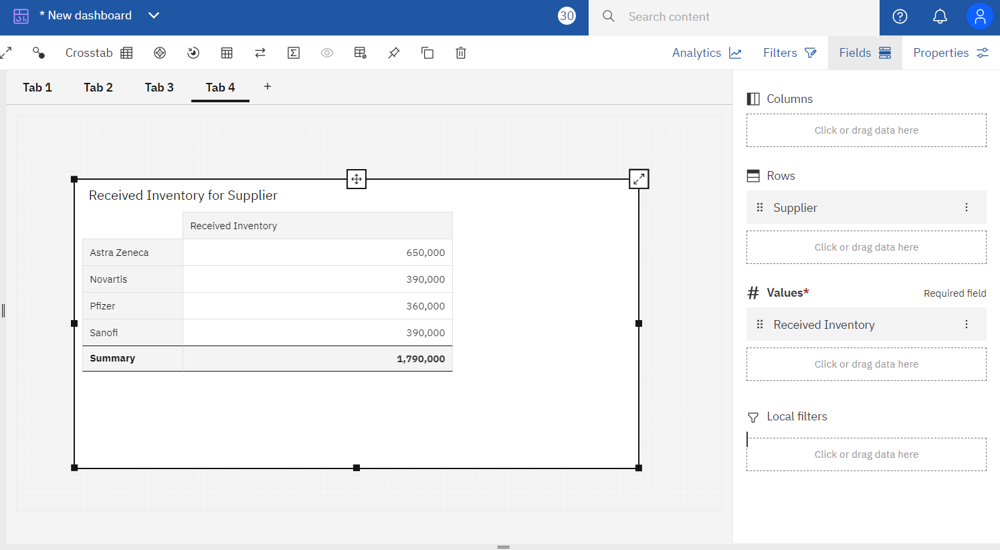 * New dashboard
30
Search content
Crosstab
Analytics
Filters
Fields
Properties
Tab 1
Tab 2
Tab 3
Tab 4
+
Columns
Click or drag data here
Rows
Supplier
Click or drag data here
Values*
Required field
Received Inventory
Click or drag data here
Local filters
Click or drag data here
Received Inventory for Supplier
Received Inventory
Astra Zeneca 650,000
Novartis 390,000
Pfizer 360,000
Sanofi 390,000
Summary 1,790,000